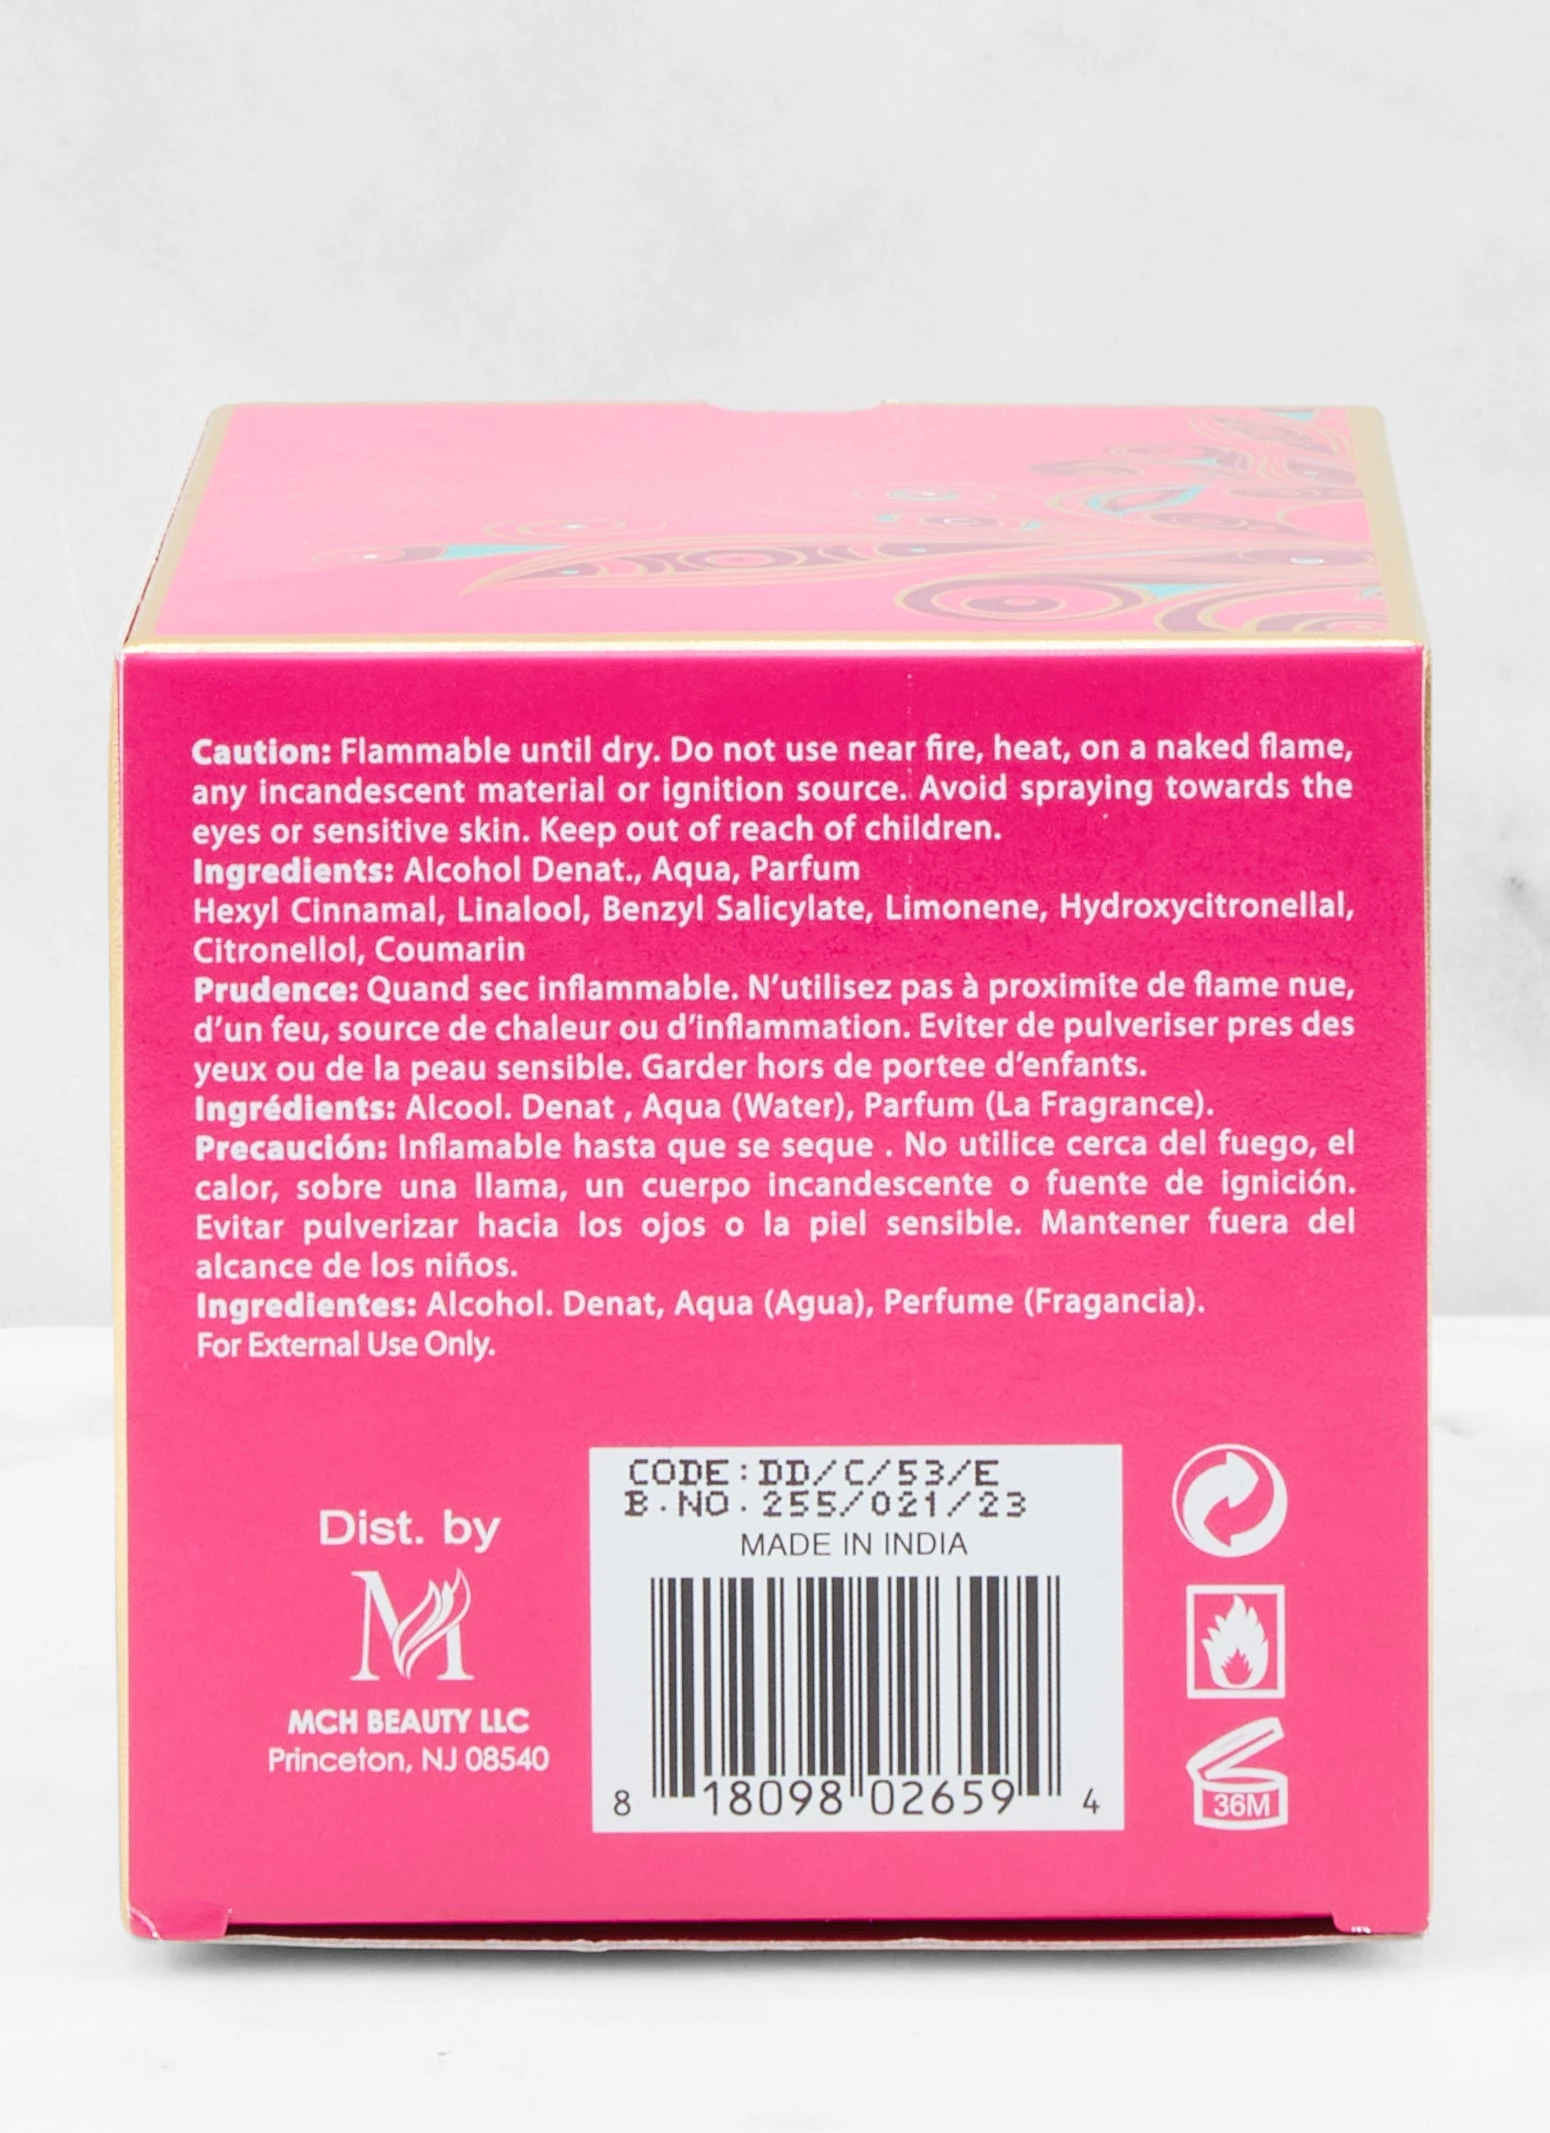 Caution: Flammable until dry. Do not use near fire, heat, on a naked flame,
any incandescent material or ignition source. Avoid spraying towards the
eyes or sensitive skin. Keep out of reach of children.
Ingredients: Alcohol Denat., Aqua, Parfum
Hexyl Cinnamal, Linalool, Benzyl Salicylate, Limonene, Hydroxycitronellal,
Citronellol, Coumarin
Prudence: Quand sec inflammable. N'utilisez pas à proximite de flame nue,
d'un feu, source de chaleur ou d'inflammation. Eviter de pulveriser pres des
yeux ou de la peau sensible. Garder hors de portee d'enfants.
Ingrédients: Alcool. Denat , Aqua (Water), Parfum (La Fragrance).
Precaución: Inflamable hasta que se seque . No utilice cerca del fuego, el
calor, sobre una llama, un cuerpo incandescente o fuente de ignición.
Evitar pulverizar hacia los ojos o la piel sensible. Mantener fuera del
alcance de los niños.
Ingredientes: Alcohol. Denat, Aqua (Agua), Perfume (Fragancia).
For External Use Only.
Dist. by
M
MCH BEAUTY LLC
Princeton, NJ 08540
CODE:DD/C/53/E
B.NO.255/021/23
MADE IN INDIA
8 18098 02659 4
36M